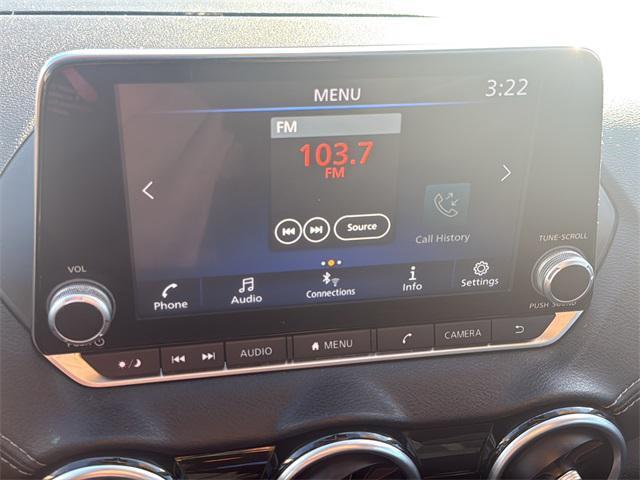 MENU 3:22
FM
103.7
FM
Source
Call History
Phone Audio Connections Info Settings
VOL
TUNE-SCROLL
PUSH
PUSH SOUND
AUDIO MENU CAMERA